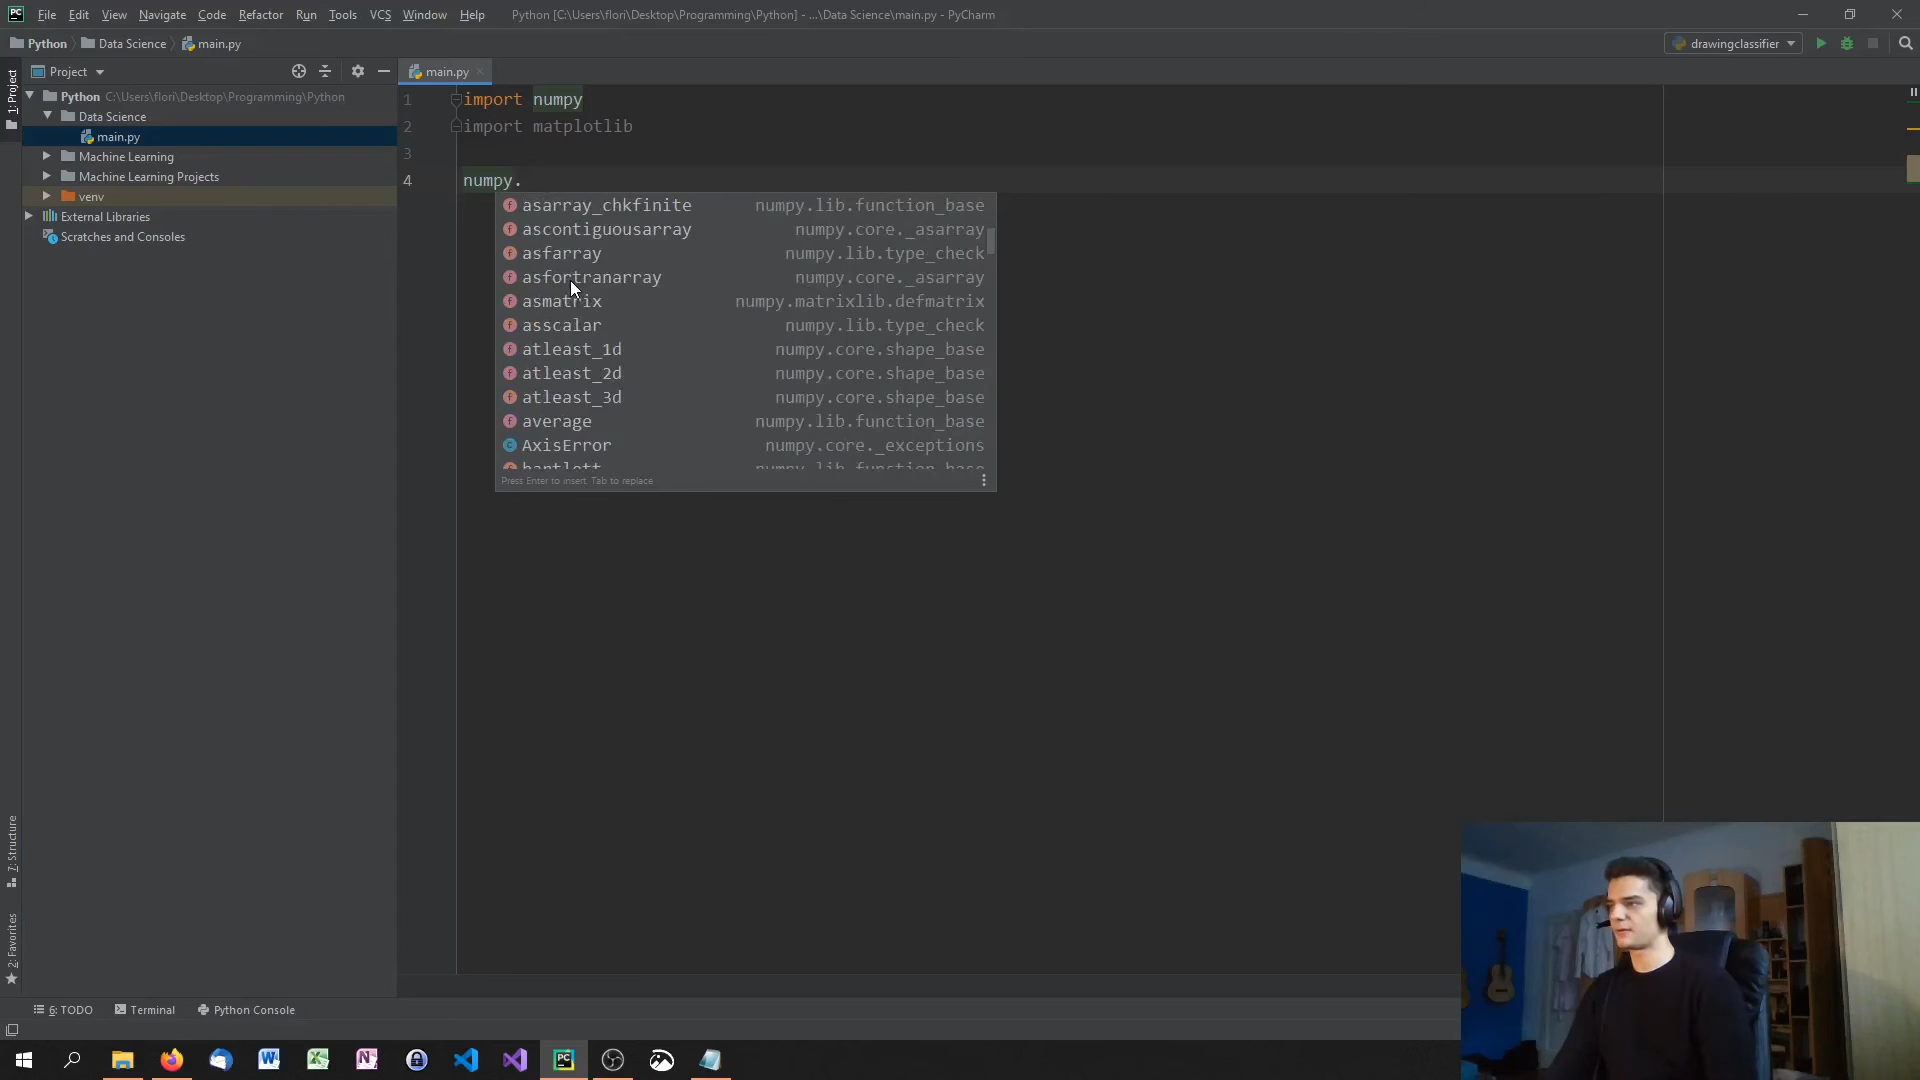 PC File Edit View Navigate Code Refactor Run Tools VCS Window Help Python [C:\Users\flori\Desktop\Programming\Python] - ...\Data Science\main.py - PyCharm
Python Data Science main.py drawingclassifier
1: Project
Project
main.py
Python C:\Users\flori\Desktop\Programming\Python
Data Science
main.py
Machine Learning
Machine Learning Projects
venv
External Libraries
Scratches and Consoles
1 import numpy
2 import matplotlib
3
4 numpy.
asarray_chkfinite numpy.lib.function_base
ascontiguousarray numpy.core._asarray
asfarray numpy.lib.type_check
asfortranarray numpy.core._asarray
asmatrix numpy.matrixlib.defmatrix
asscalar numpy.lib.type_check
atleast_1d numpy.core.shape_base
atleast_2d numpy.core.shape_base
atleast_3d numpy.core.shape_base
average numpy.lib.function_base
AxisError numpy.core._exceptions
bartlett numpy.lib.function_base
Press Enter to insert, Tab to replace
7: Structure
2: Favorites
6: TODO Terminal Python Console